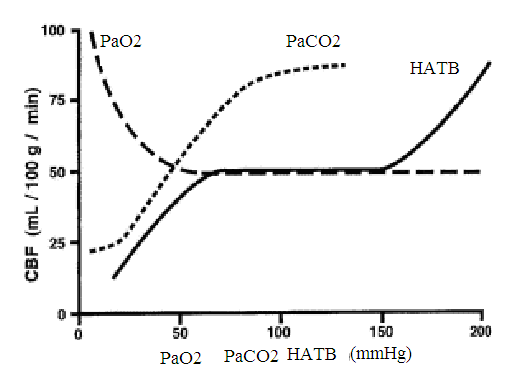 100
PaO2
PaCO2
HATB
75
50
25
0
CBF (mL / 100 g / min)
0 50 100 150 200
PaO2 PaCO2 HATB (mmHg)